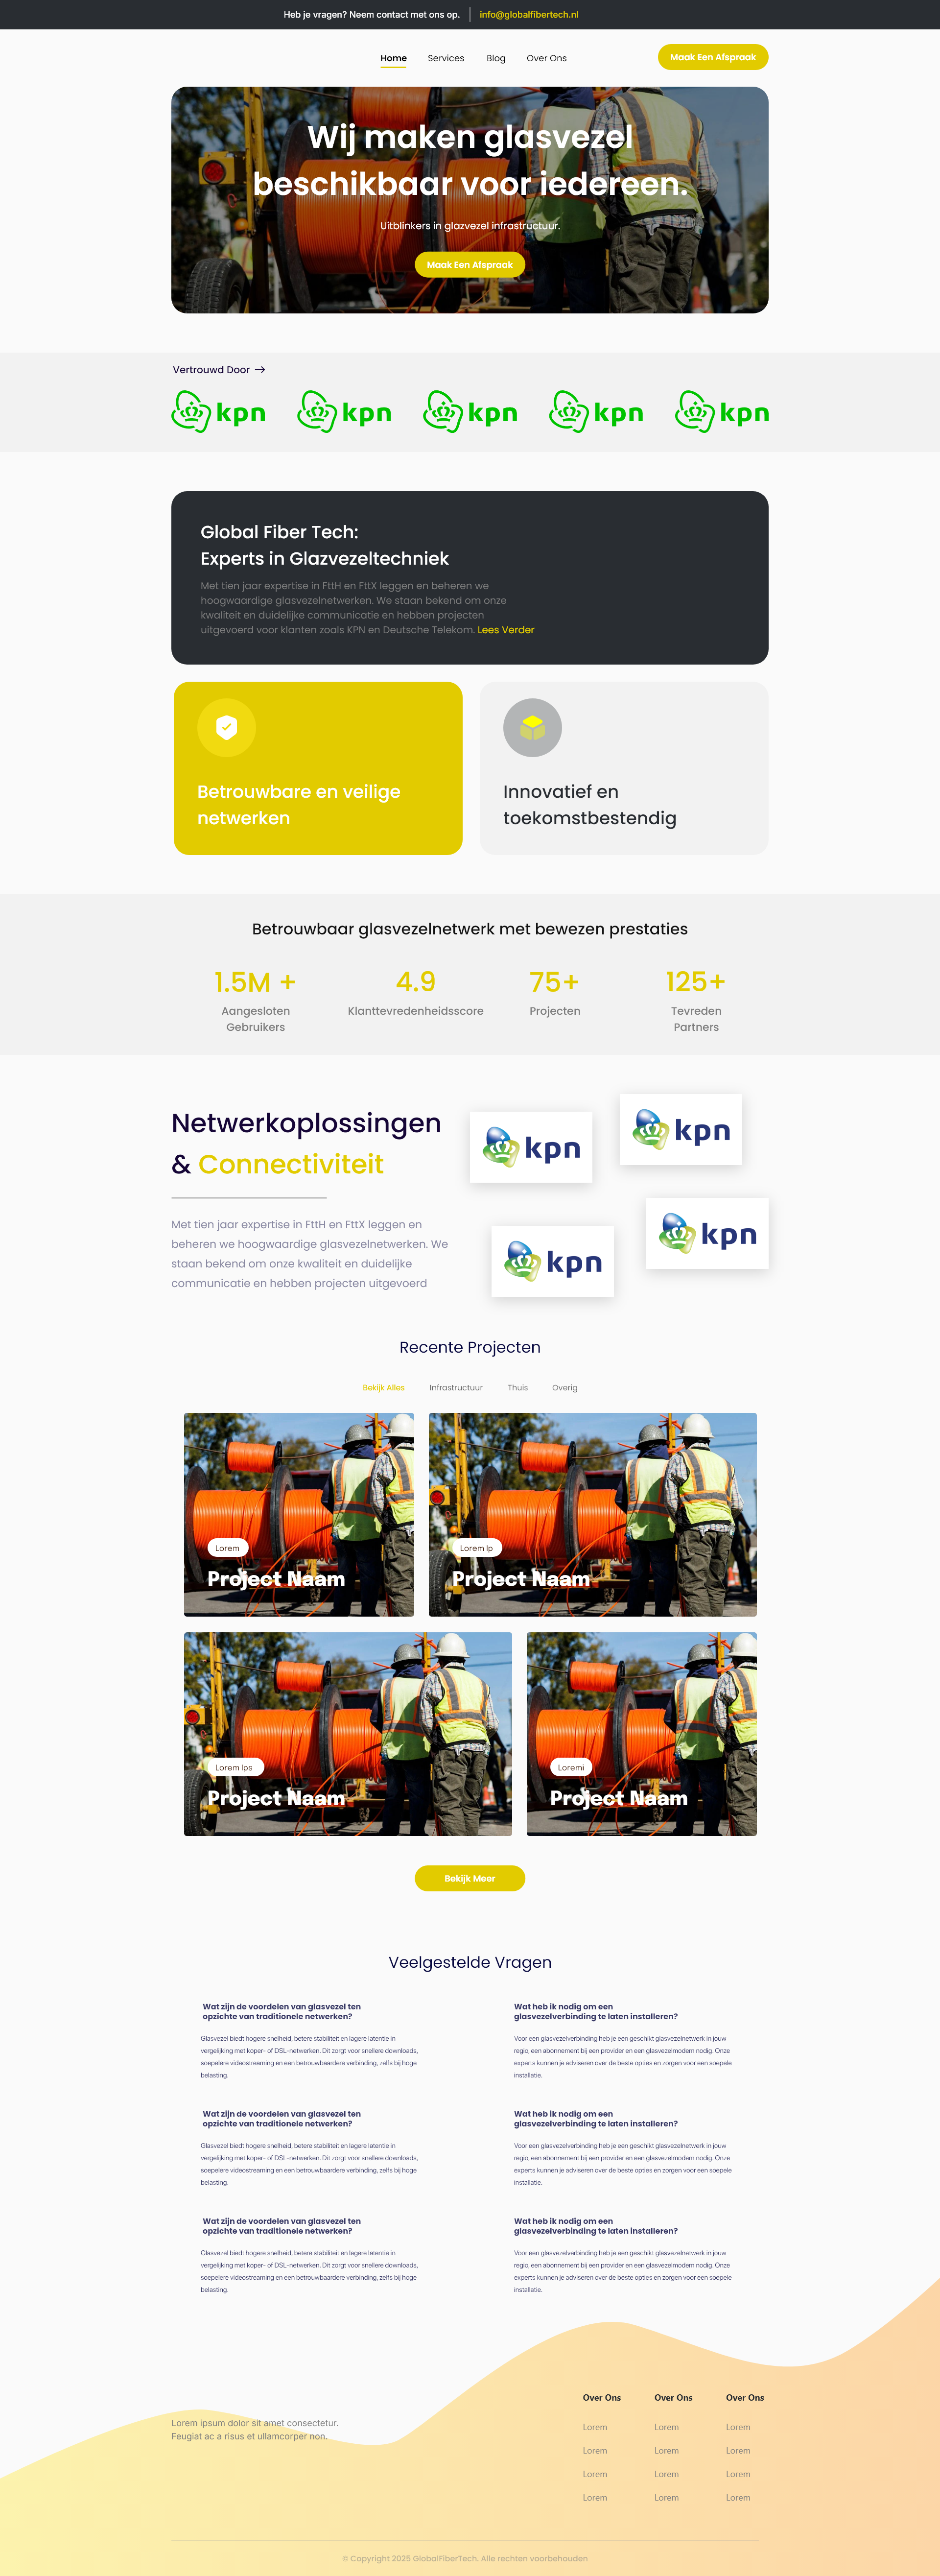 Heb je vragen? Neem contact met ons op.
info@globalfibertech.nl
Home
Services
Blog
Over Ons
Maak Een Afspraak
Wij maken glasvezel
beschikbaar voor iedereen.
Uitblinkers in glazvezel infrastructuur.
Maak Een Afspraak
Vertrouwd Door →
kpn
kpn
kpn
kpn
kpn
Global Fiber Tech:
Experts in Glazvezeltechniek
Met tien jaar expertise in FttH en FttX leggen en beheren we
hoogwaardige glasvezelnetwerken. We staan bekend om onze
kwaliteit en duidelijke communicatie en hebben projecten
uitgevoerd voor klanten zoals KPN en Deutsche Telekom. Lees Verder
Betrouwbare en veilige
netwerken
Innovatief en
toekomstbestendig
Betrouwbaar glasvezelnetwerk met bewezen prestaties
1.5M +
Aangesloten
Gebruikers
4.9
Klanttevredenheidsscore
75+
Projecten
125+
Tevreden
Partners
Netwerkoplossingen
& Connectiviteit
Met tien jaar expertise in FttH en FttX leggen en
beheren we hoogwaardige glasvezelnetwerken. We
staan bekend om onze kwaliteit en duidelijke
communicatie en hebben projecten uitgevoerd
kpn
kpn
kpn
kpn
Recente Projecten
Bekijk Alles
Infrastructuur
Thuis
Overig
Lorem
Project Naam
Lorem Ip
Project Naam
Lorem Ips
Project Naam
Loremi
Project Naam
Bekijk Meer
Veelgestelde Vragen
Wat zijn de voordelen van glasvezel ten
opzichte van traditionele netwerken?
Glasvezel biedt hogere snelheid, betere stabiliteit en lagere latentie in
vergelijking met koper- of DSL-netwerken. Dit zorgt voor snellere downloads,
soepelere videostreaming en een betrouwbaardere verbinding, zelfs bij hoge
belasting.
Wat heb ik nodig om een
glasvezelverbinding te laten installeren?
Voor een glasvezelverbinding heb je een geschikt glasvezelnetwerk in jouw
regio, een abonnement bij een provider en een glasvezelmodem nodig. Onze
experts kunnen je adviseren over de beste opties en zorgen voor een soepele
installatie.
Wat zijn de voordelen van glasvezel ten
opzichte van traditionele netwerken?
Glasvezel biedt hogere snelheid, betere stabiliteit en lagere latentie in
vergelijking met koper- of DSL-netwerken. Dit zorgt voor snellere downloads,
soepelere videostreaming en een betrouwbaardere verbinding, zelfs bij hoge
belasting.
Wat heb ik nodig om een
glasvezelverbinding te laten installeren?
Voor een glasvezelverbinding heb je een geschikt glasvezelnetwerk in jouw
regio, een abonnement bij een provider en een glasvezelmodem nodig. Onze
experts kunnen je adviseren over de beste opties en zorgen voor een soepele
installatie.
Wat zijn de voordelen van glasvezel ten
opzichte van traditionele netwerken?
Glasvezel biedt hogere snelheid, betere stabiliteit en lagere latentie in
vergelijking met koper- of DSL-netwerken. Dit zorgt voor snellere downloads,
soepelere videostreaming en een betrouwbaardere verbinding, zelfs bij hoge
belasting.
Wat heb ik nodig om een
glasvezelverbinding te laten installeren?
Voor een glasvezelverbinding heb je een geschikt glasvezelnetwerk in jouw
regio, een abonnement bij een provider en een glasvezelmodem nodig. Onze
experts kunnen je adviseren over de beste opties en zorgen voor een soepele
installatie.
Lorem ipsum dolor sit amet consectetur.
Feugiat ac a risus et ullamcorper non.
Over Ons
Lorem
Lorem
Lorem
Lorem
Over Ons
Lorem
Lorem
Lorem
Lorem
Over Ons
Lorem
Lorem
Lorem
Lorem
© Copyright 2025 GlobalFiberTech. Alle rechten voorbehouden